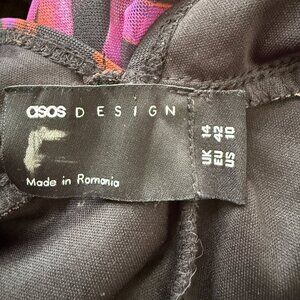 asos DESIGN
Made in Romania
UK 14
EU 42
US 10